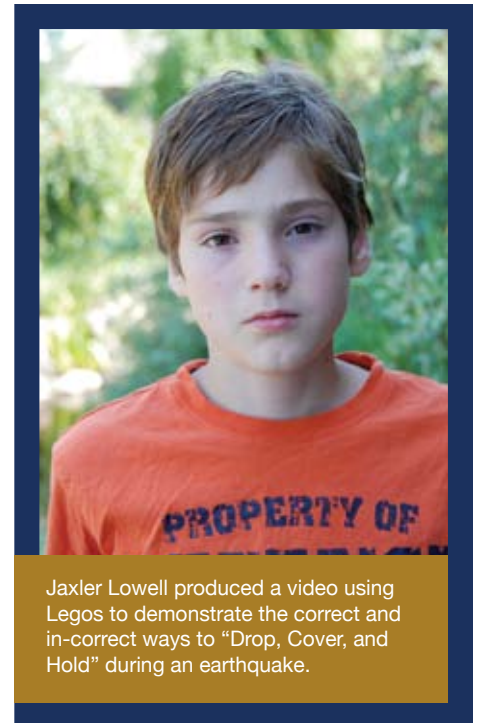 PROPERTY OF
Jaxler Lowell produced a video using
Legos to demonstrate the correct and
in-correct ways to “Drop, Cover, and
Hold” during an earthquake.